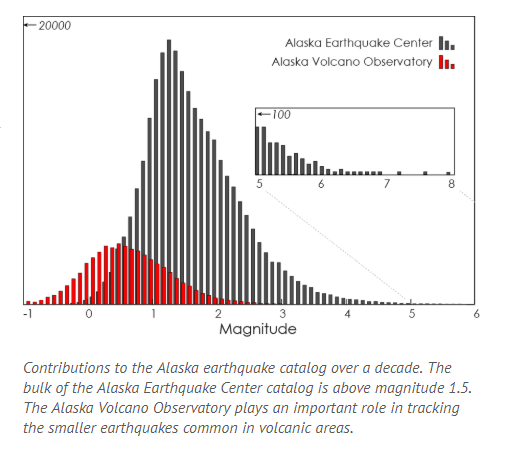 20000
Alaska Earthquake Center
Alaska Volcano Observatory
100
5 6 7 8
-1 0 1 2 3 4 5 6
Magnitude
Contributions to the Alaska earthquake catalog over a decade. The
bulk of the Alaska Earthquake Center catalog is above magnitude 1.5.
The Alaska Volcano Observatory plays an important role in tracking
the smaller earthquakes common in volcanic areas.